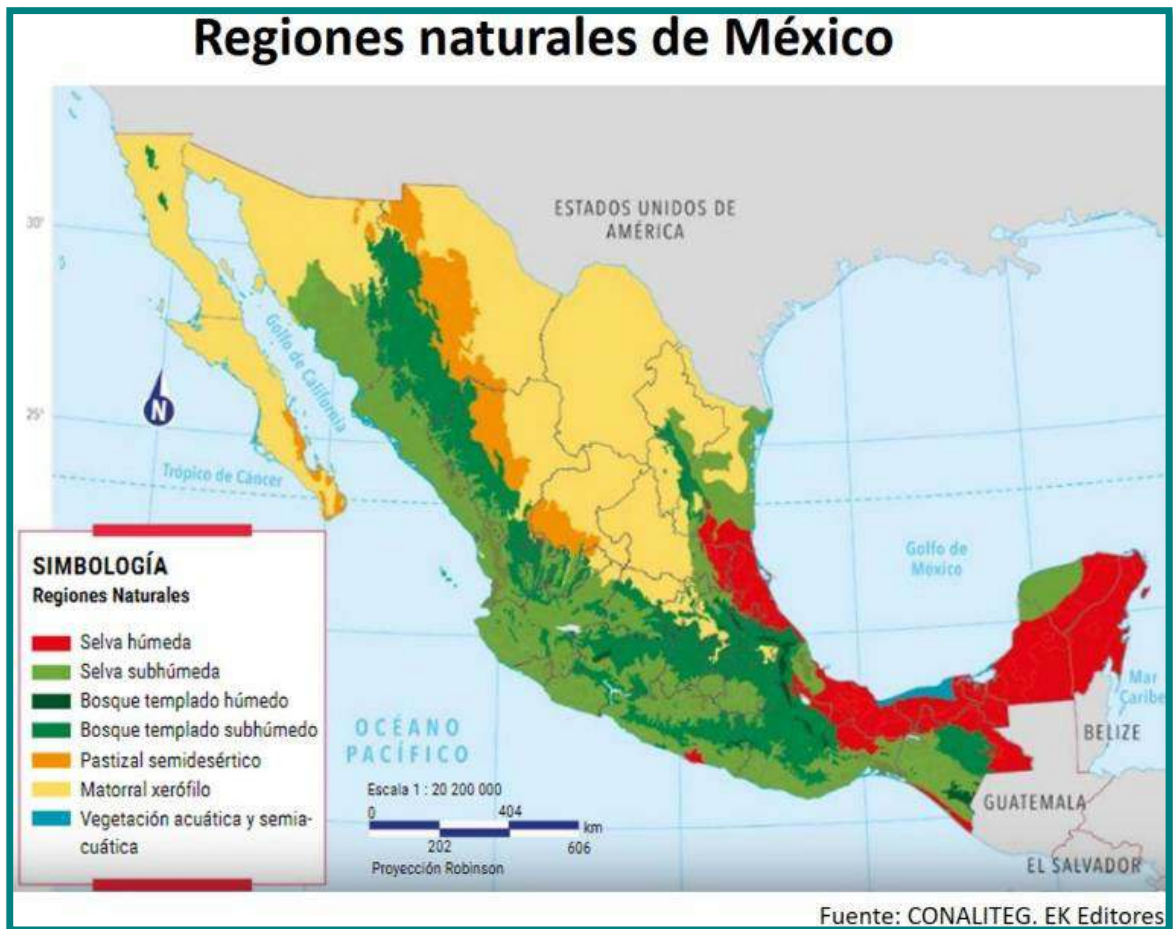 Regiones naturales de México
ESTADOS UNIDOS DE
AMÉRICA
30°
Golfo de California
25°
N
Trópico de Cáncer
Golfo de
México
SIMBOLOGÍA
Regiones Naturales
Selva húmeda
Selva subhúmeda
Bosque templado húmedo
Bosque templado subhúmedo
Pastizal semidesértico
Matorral xerófilo
Vegetación acuática y semia-
cuática
OCÉANO
PACÍFICO
Mar
Caribe
BELIZE
GUATEMALA
EL SALVADOR
Escala 1 : 20 200 000
0 404
km
202 606
Proyección Robinson
Fuente: CONALITEG. EK Editores